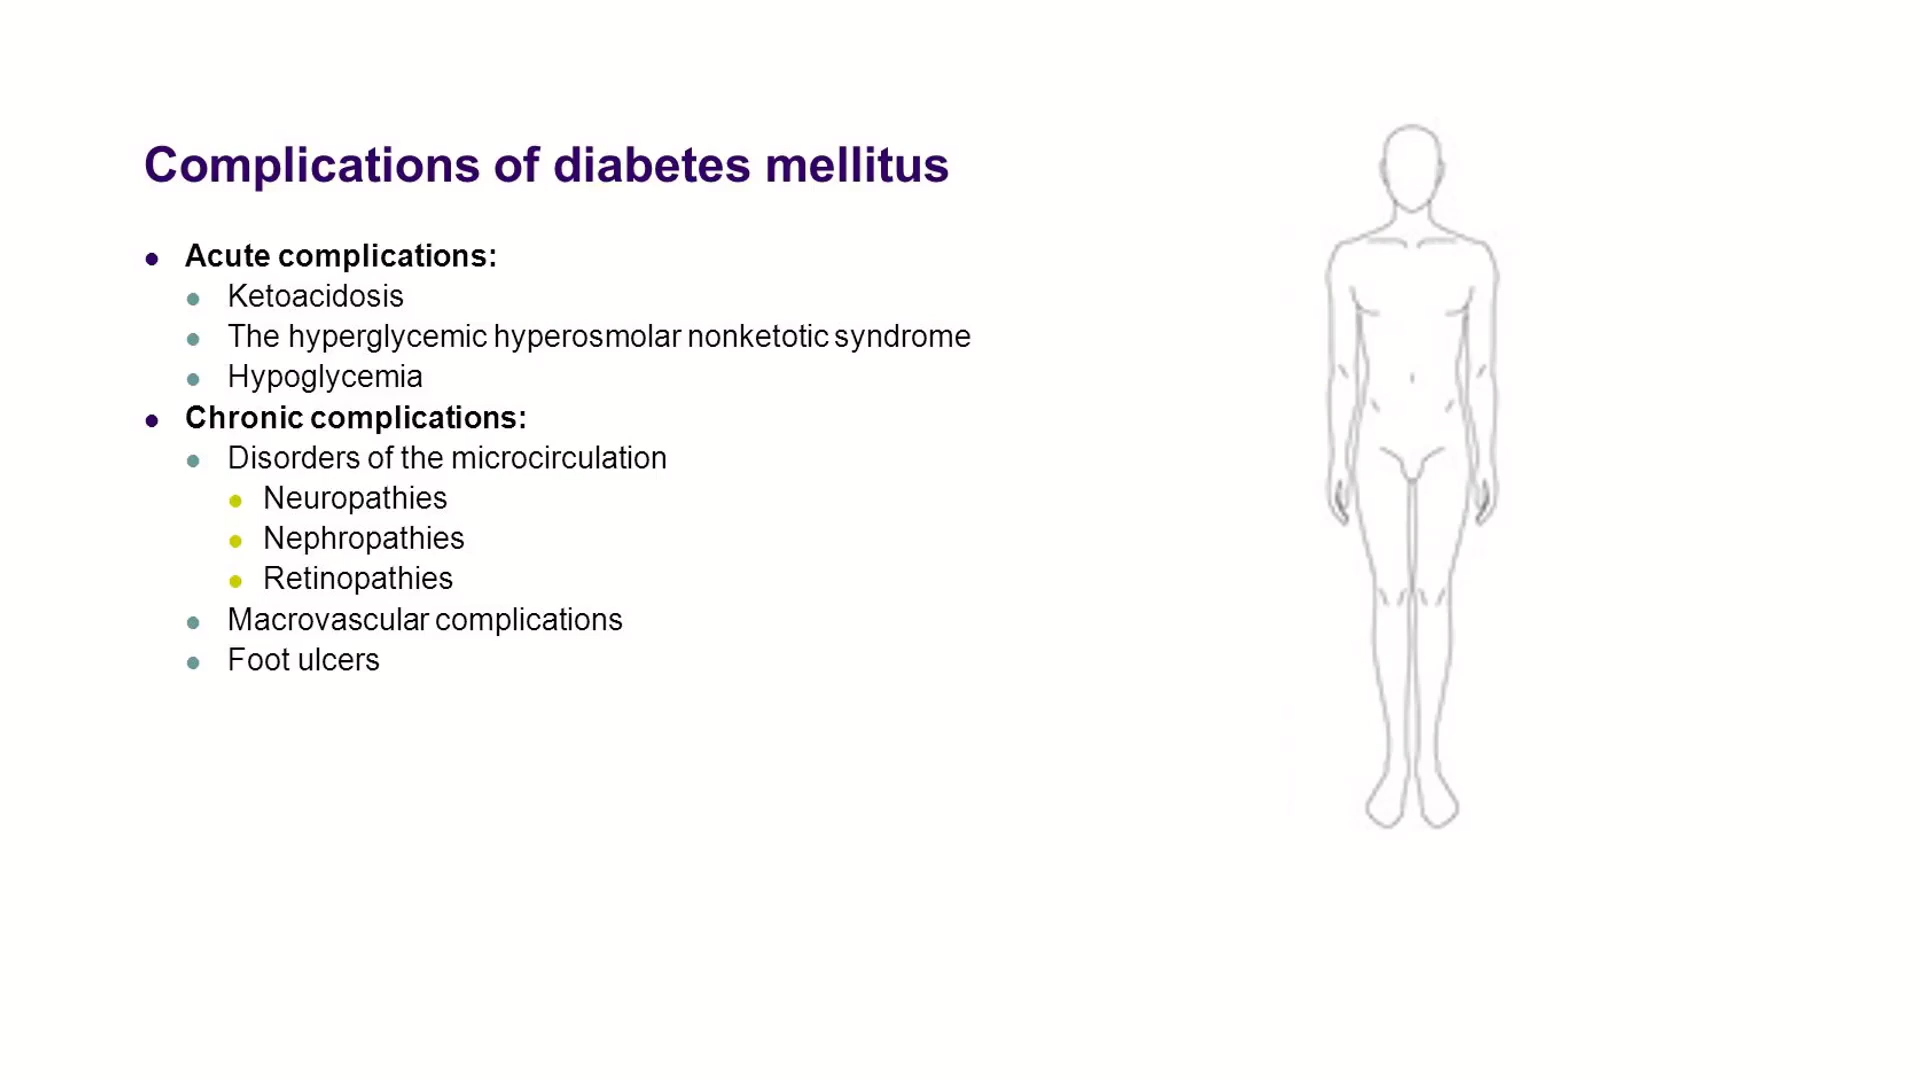 Complications of diabetes mellitus
Acute complications:
Ketoacidosis
The hyperglycemic hyperosmolar nonketotic syndrome
Hypoglycemia
Chronic complications:
Disorders of the microcirculation
Neuropathies
Nephropathies
Retinopathies
Macrovascular complications
Foot ulcers